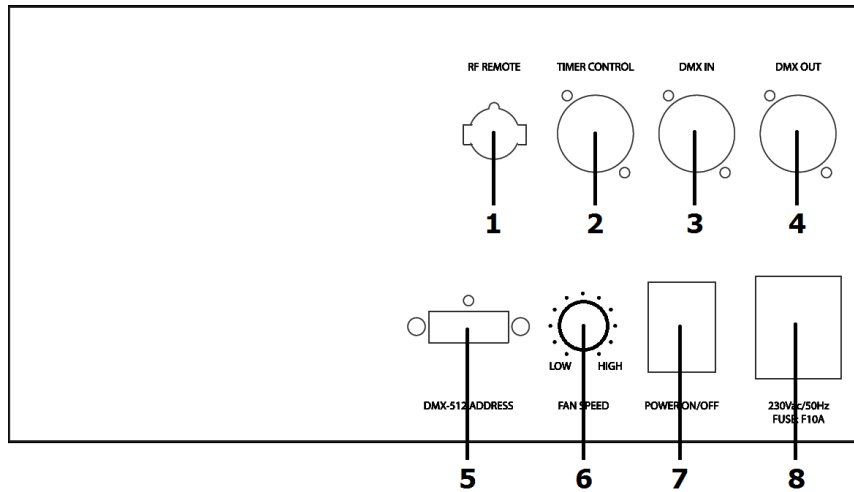 RF REMOTE
TIMER CONTROL
DMX IN
DMX OUT
1
2
3
4
LOW
HIGH
DMX-512 ADDRESS
FAN SPEED
POWER ON/OFF
230Vac/50Hz
FUSE: F10A
5
6
7
8